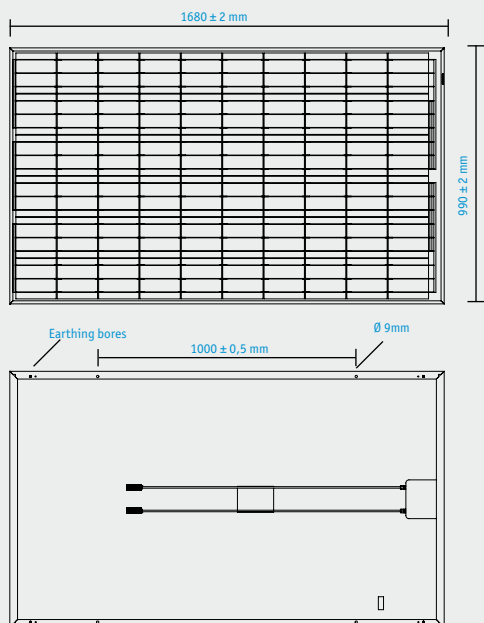 1680 ± 2 mm
990 ± 2 mm
Earthing bores
1000 ± 0,5 mm
Ø 9mm